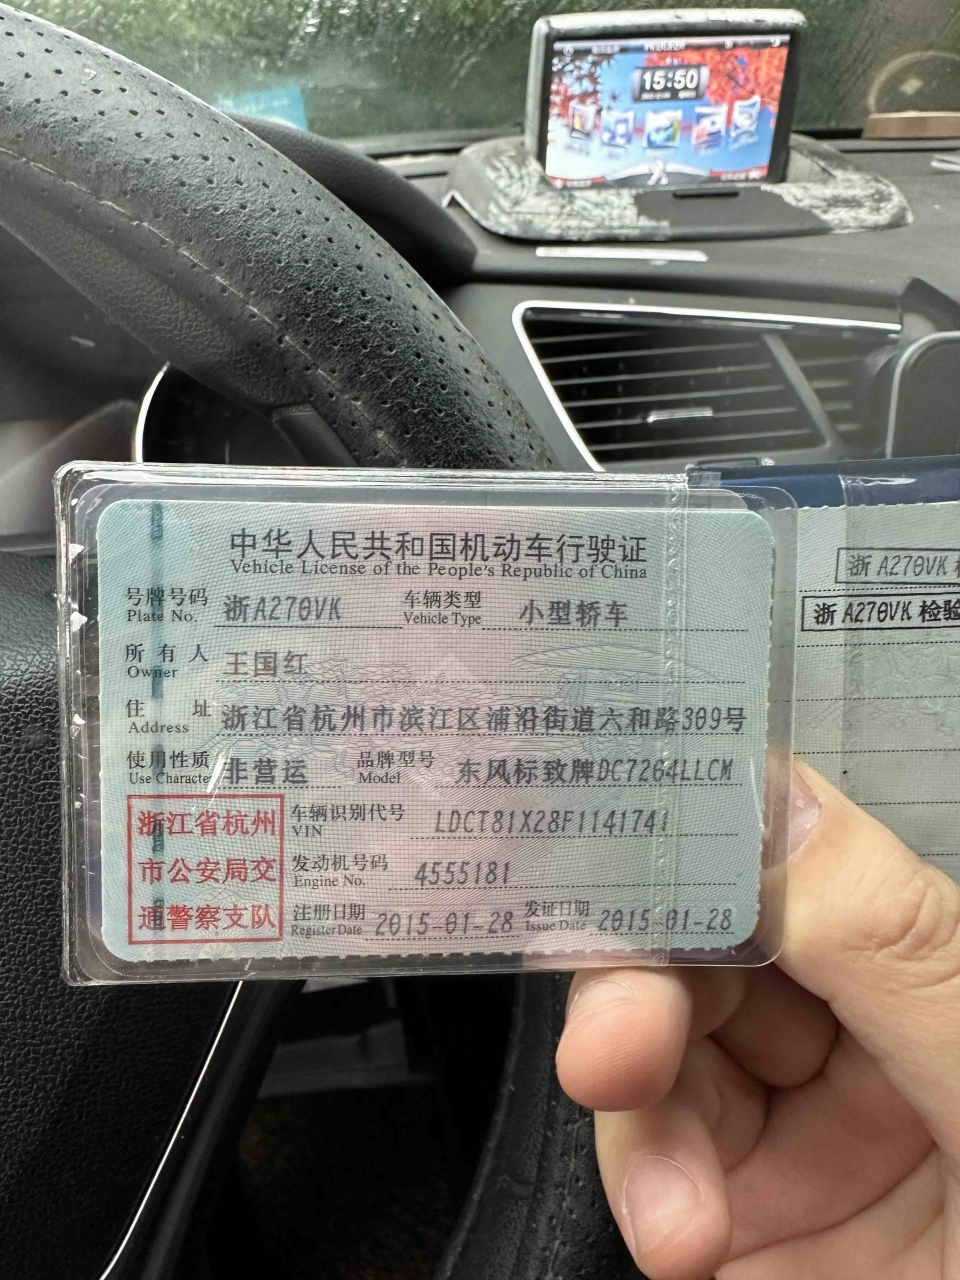 15:50
中华人民共和国机动车行驶证
Vehicle License of the People's Republic of China
号牌号码 浙A270VK 车辆类型 小型轿车
Plate No. Vehicle Type
所有人 王国红
Owner
住址 浙江省杭州市滨江区浦沿街道六和路309号
Address
使用性质 非营运 品牌型号 东风标致牌DC7264LLCM
Use Character Model
浙江省杭州
市公安局交
通警察支队
车辆识别代号 LDCT81X28F1141741
VIN
发动机号码 4555181
Engine No.
注册日期 2015-01-28 发证日期 2015-01-28
Register Date Issue Date
浙A270VK
浙A270VK 检验